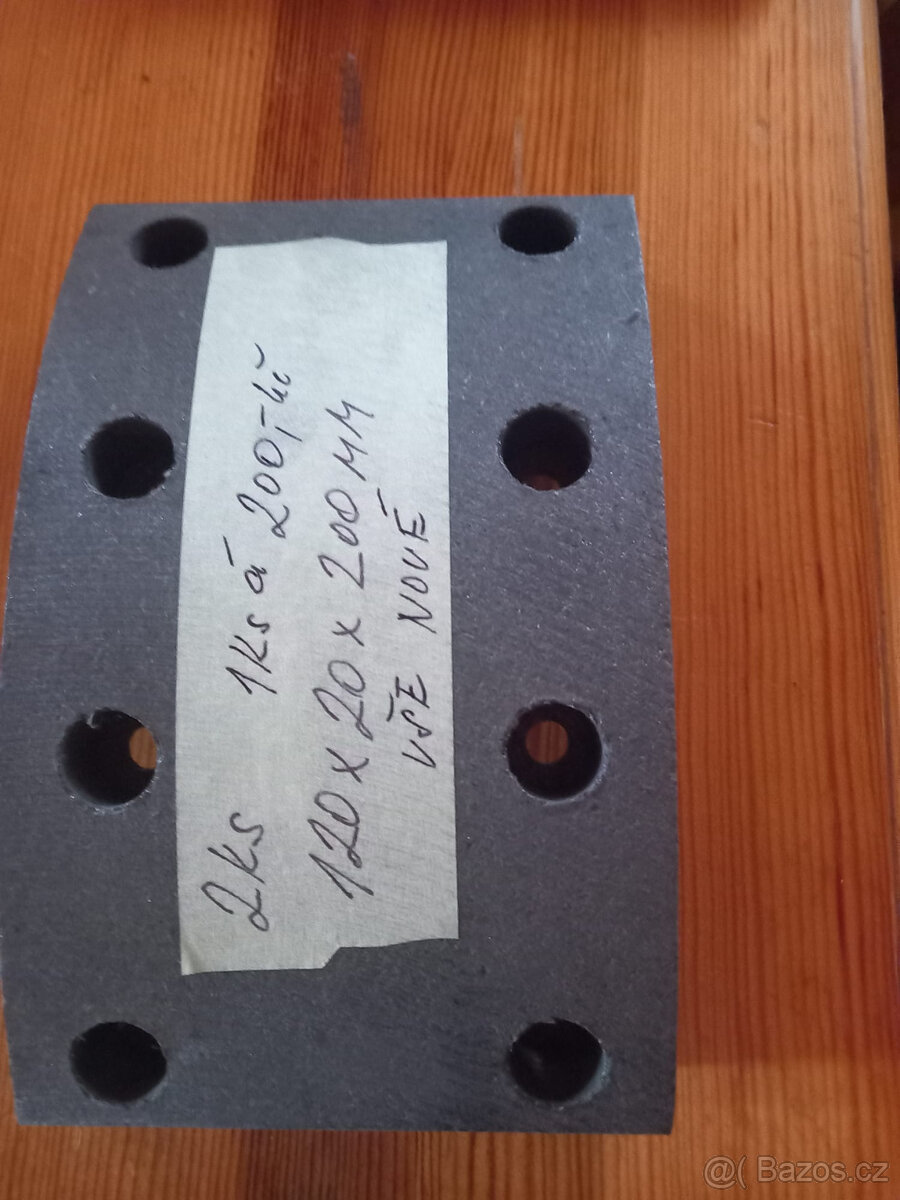 2ks 1ks á 200,-kč
120 x 20 x 200 MM
VŠE NOVÉ
@( Bazos.cz